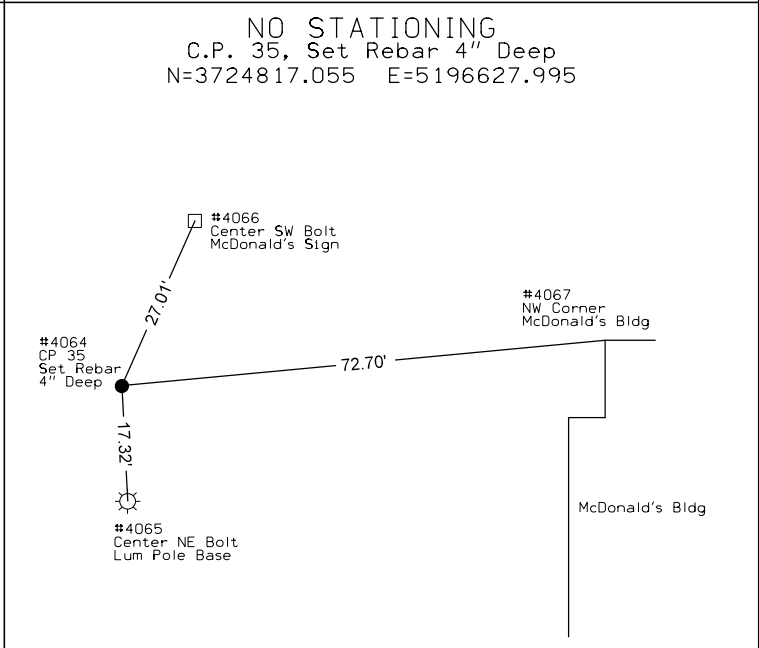 NO STATIONING
C.P. 35, Set Rebar 4" Deep
N=3724817.055 E=5196627.995
#4066
Center SW Bolt
McDonald's Sign
27.01'
#4067
NW Corner
McDonald's Bldg
#4064
CP 35
Set Rebar
4" Deep
72.70'
17.32'
McDonald's Bldg
#4065
Center NE Bolt
Lum Pole Base